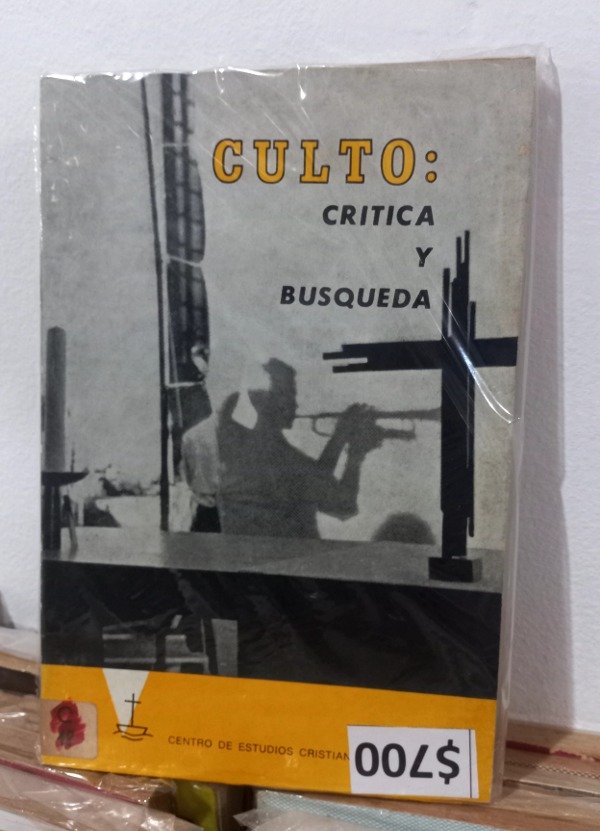 CULTO:
CRITICA
Y
BUSQUEDA
CENTRO DE ESTUDIOS CRISTIAN
$700